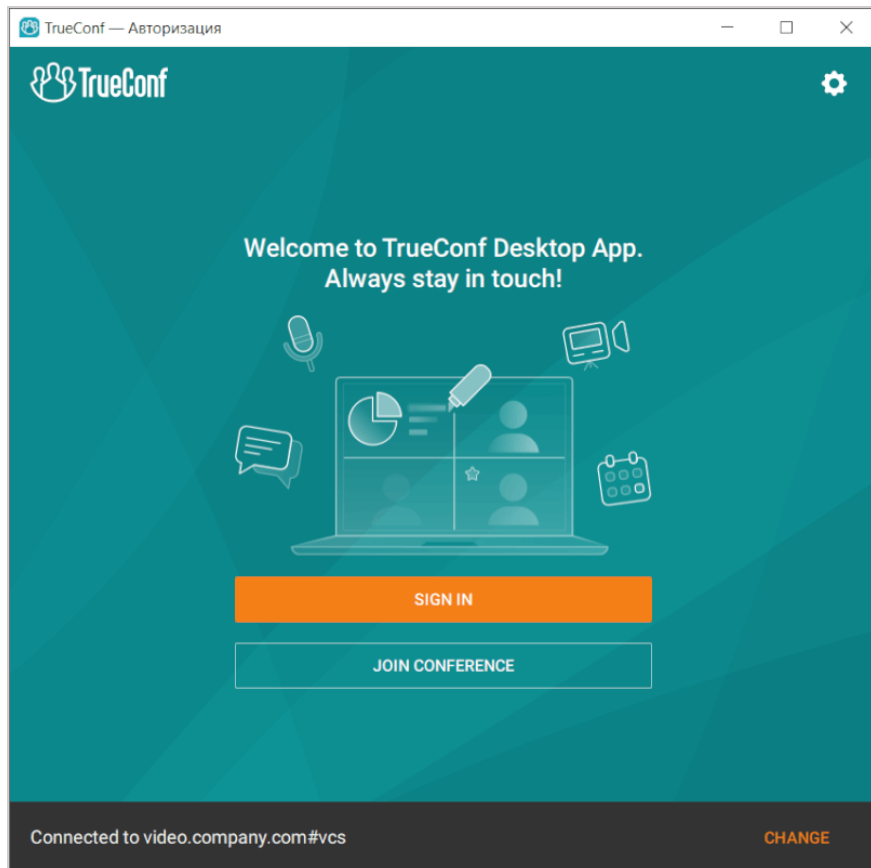 TrueConf — Авторизация
TrueConf
Welcome to TrueConf Desktop App.
Always stay in touch!
SIGN IN
JOIN CONFERENCE
Connected to video.company.com#vcs
CHANGE